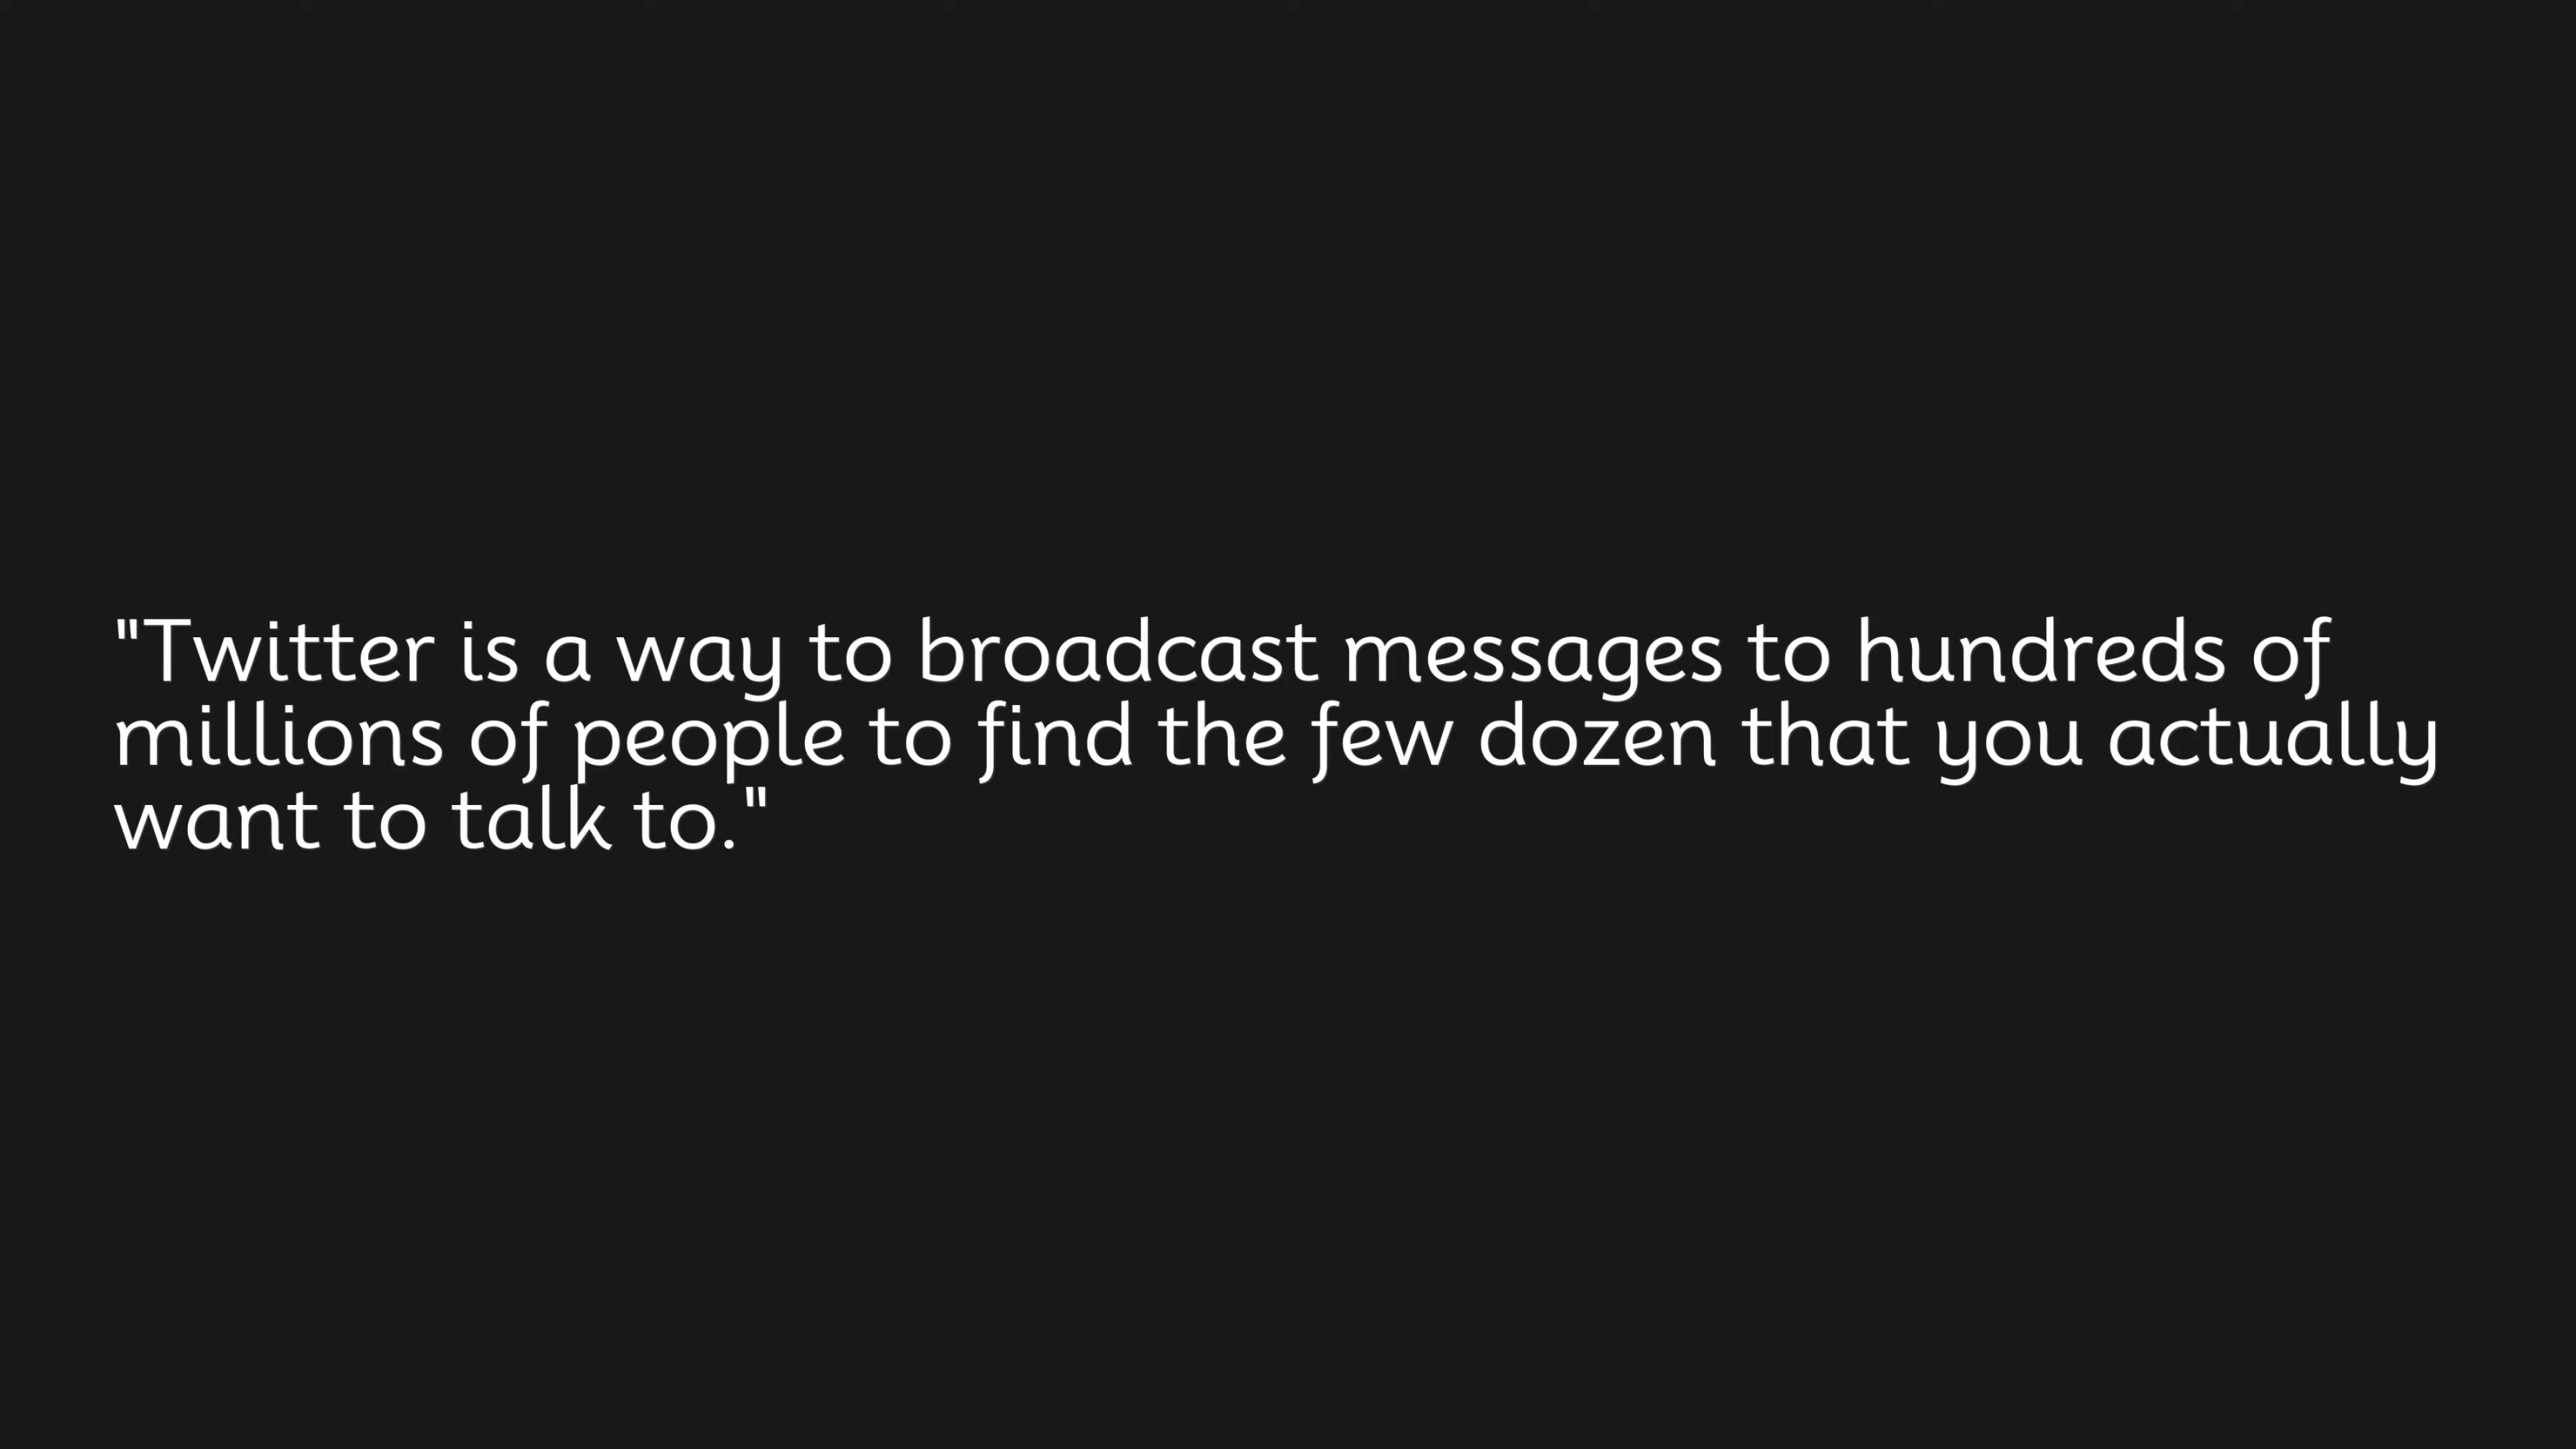 "Twitter is a way to broadcast messages to hundreds of
millions of people to find the few dozen that you actually
want to talk to."